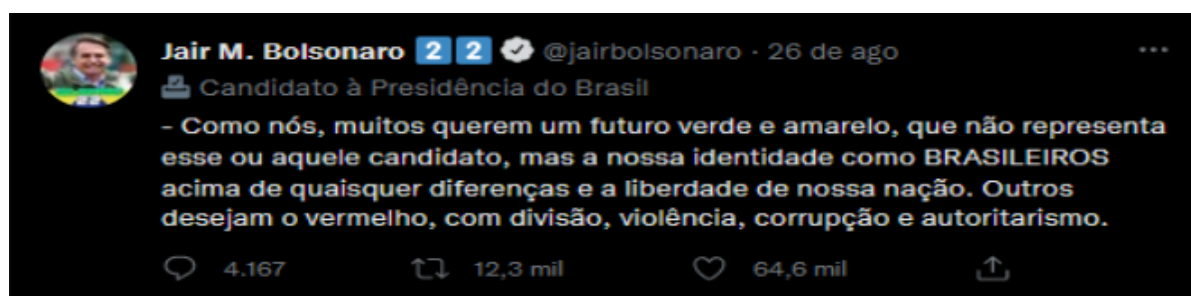 Jair M. Bolsonaro 2 2 @jairbolsonaro · 26 de ago
Candidato à Presidência do Brasil
- Como nós, muitos querem um futuro verde e amarelo, que não representa
esse ou aquele candidato, mas a nossa identidade como BRASILEIROS
acima de quaisquer diferenças e a liberdade de nossa nação. Outros
desejam o vermelho, com divisão, violência, corrupção e autoritarismo.
4.167 12,3 mil 64,6 mil